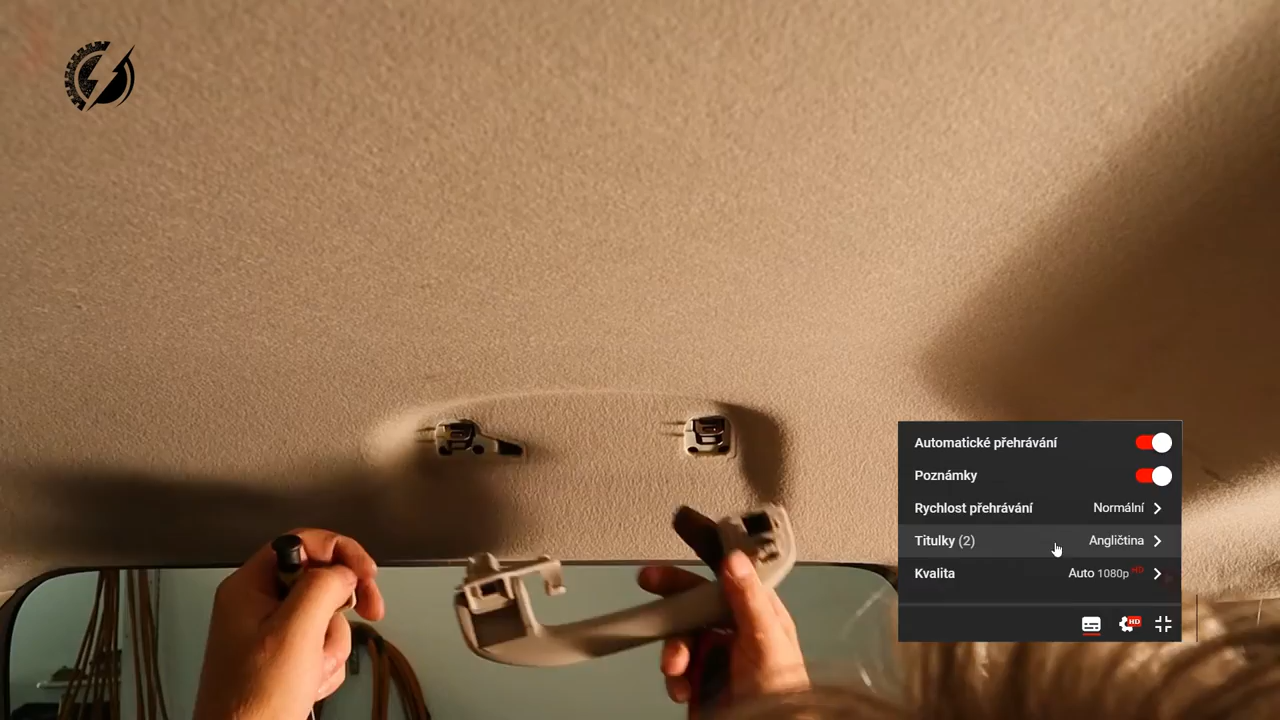 Automatické přehrávání
Poznámky
Rychlost přehrávání Normální
Titulky (2) Angličtina
Kvalita Auto 1080p HD
HD